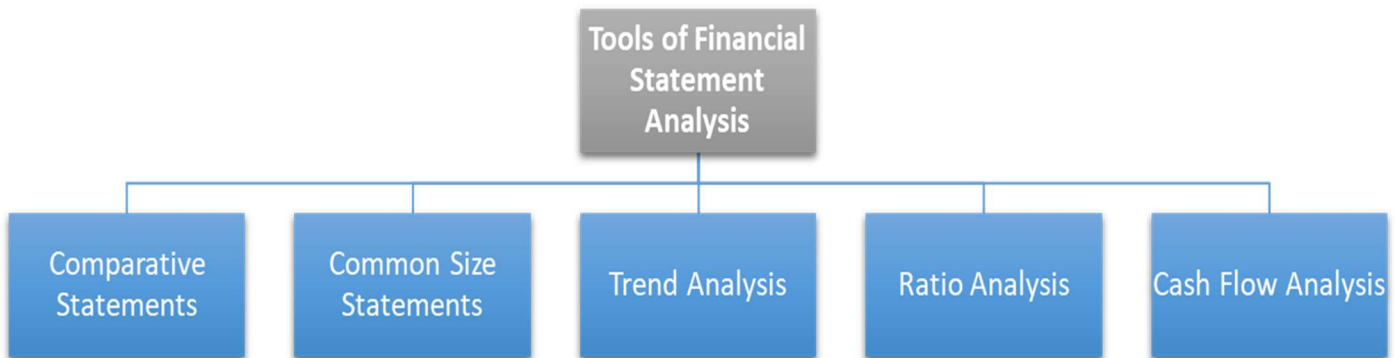 Tools of Financial
Statement
Analysis
Comparative
Statements
Common Size
Statements
Trend Analysis
Ratio Analysis
Cash Flow Analysis